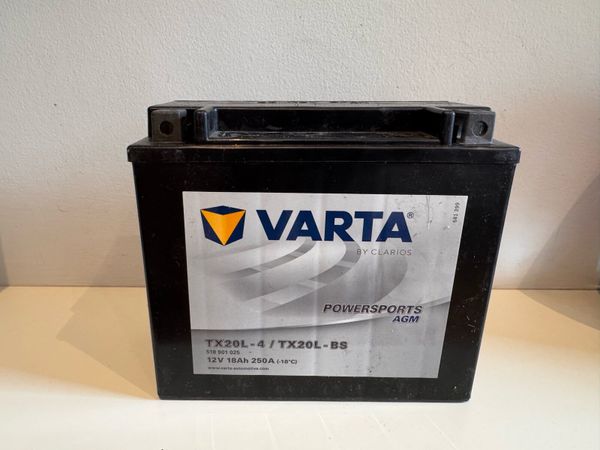 VARTA®
BY CLARIOS
POWERSPORTS
AGM
TX20L-4 / TX20L-BS
518 901 025
12V 18Ah 250A (-18°C)
www.varta-automotive.com